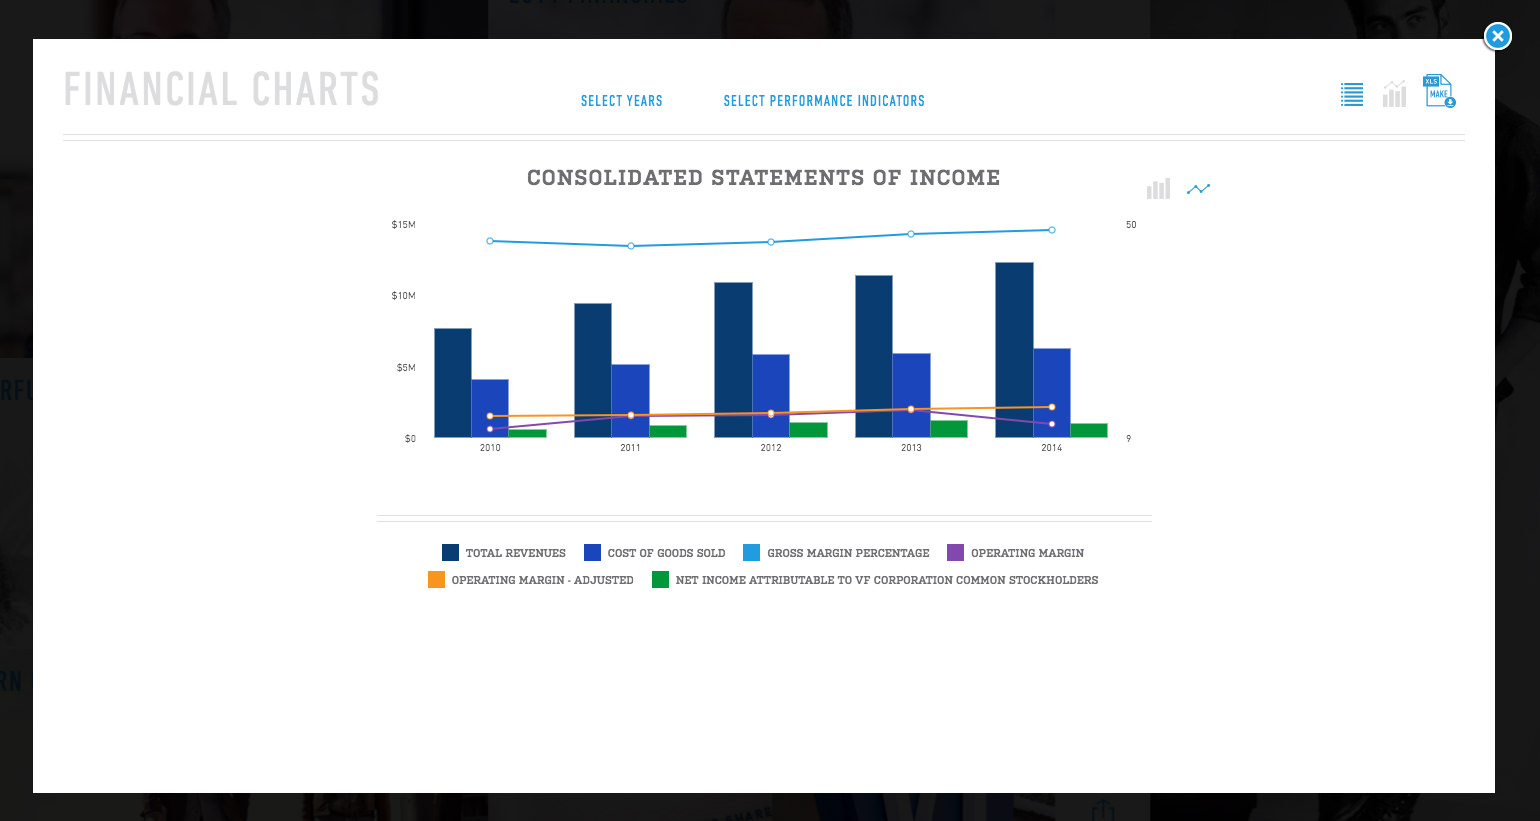 FINANCIAL CHARTS
SELECT YEARS
SELECT PERFORMANCE INDICATORS
XLS
MAKE
CONSOLIDATED STATEMENTS OF INCOME
$15M
50
$10M
$5M
$0
9
2010 2011 2012 2013 2014
TOTAL REVENUES COST OF GOODS SOLD GROSS MARGIN PERCENTAGE OPERATING MARGIN
OPERATING MARGIN - ADJUSTED NET INCOME ATTRIBUTABLE TO VF CORPORATION COMMON STOCKHOLDERS